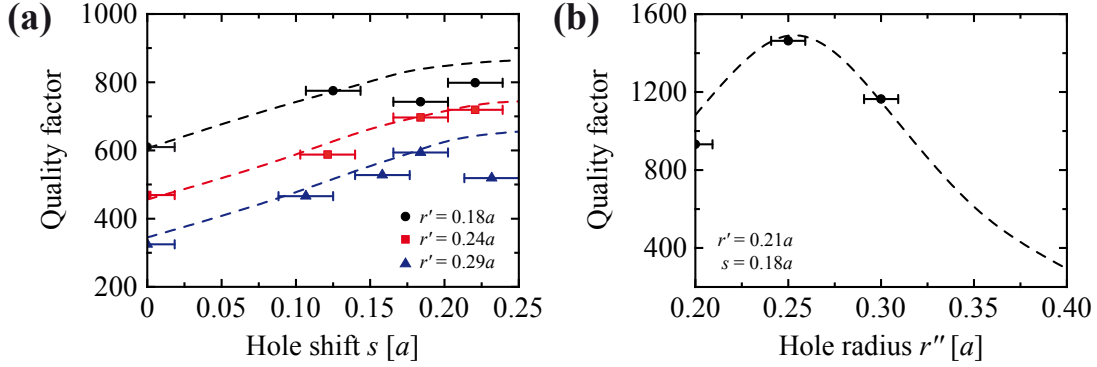 (a)
Quality factor
1000
800
600
400
200
0 0.05 0.10 0.15 0.20 0.25
Hole shift s [a]
r′ = 0.18a
r′ = 0.24a
r′ = 0.29a
(b)
Quality factor
1600
1200
800
400
0.20 0.25 0.30 0.35 0.40
Hole radius r″ [a]
r′ = 0.21a
s = 0.18a